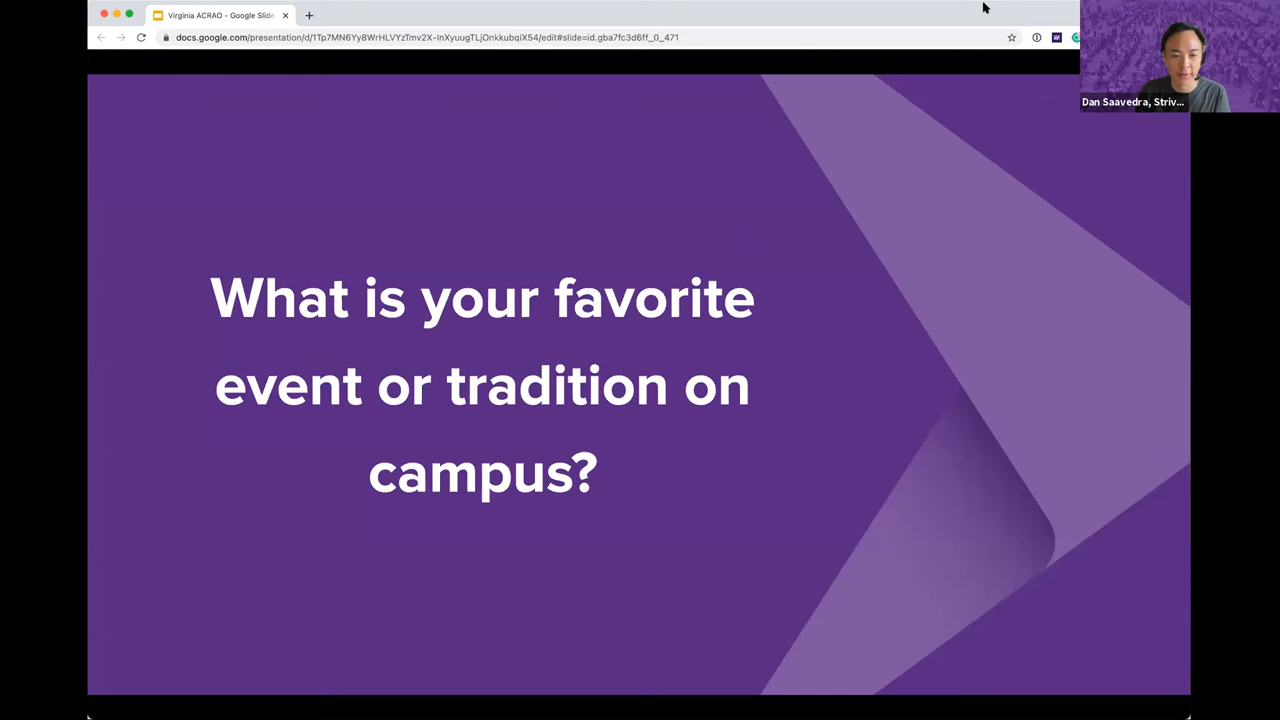 Virginia ACRAO - Google Slide
docs.google.com/presentation/d/1Tp7MN6Yy8WrHLVYzTmv2X-lnXyuugTLjOnkkubqiX54/edit#slide=id.gba7fc3d6ff_0_471
Dan Saavedra, Striv...
What is your favorite
event or tradition on
campus?